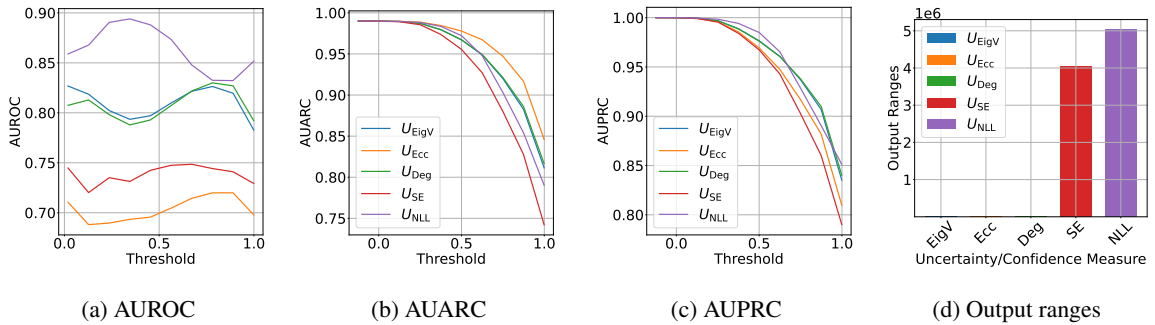 0.90
0.85
0.80
0.75
0.70
AUROC
0.0
0.5
1.0
Threshold
(a) AUROC
1.00
0.95
0.90
0.85
0.80
0.75
AUARC
U_EigV
U_Ecc
U_Deg
U_SE
U_NLL
0.0
0.5
1.0
Threshold
(b) AUARC
1.00
0.95
0.90
0.85
0.80
AUPRC
U_EigV
U_Ecc
U_Deg
U_SE
U_NLL
0.0
0.5
1.0
Threshold
(c) AUPRC
1e6
5
4
3
2
1
Output Ranges
U_EigV
U_Ecc
U_Deg
U_SE
U_NLL
EigV
Ecc
Deg
SE
NLL
Uncertainty/Confidence Measure
(d) Output ranges